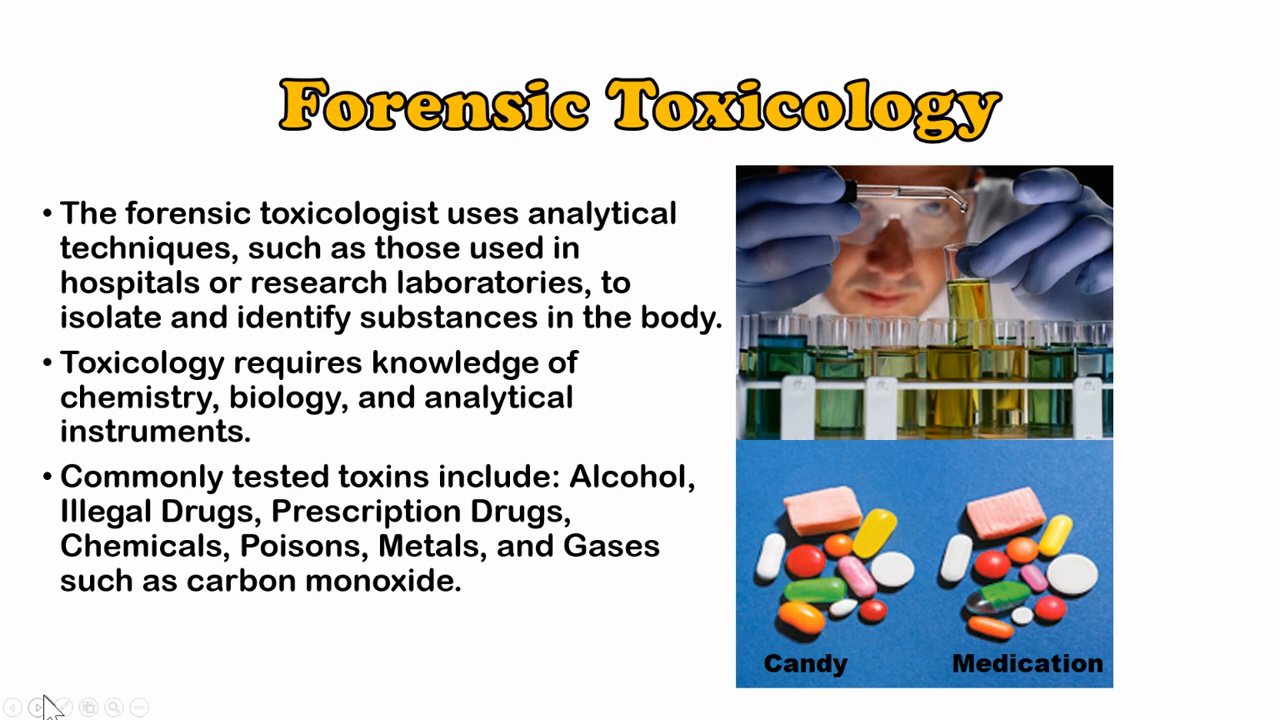 Forensic Toxicology
• The forensic toxicologist uses analytical
techniques, such as those used in
hospitals or research laboratories, to
isolate and identify substances in the body.
• Toxicology requires knowledge of
chemistry, biology, and analytical
instruments.
• Commonly tested toxins include: Alcohol,
Illegal Drugs, Prescription Drugs,
Chemicals, Poisons, Metals, and Gases
such as carbon monoxide.
Candy
Medication